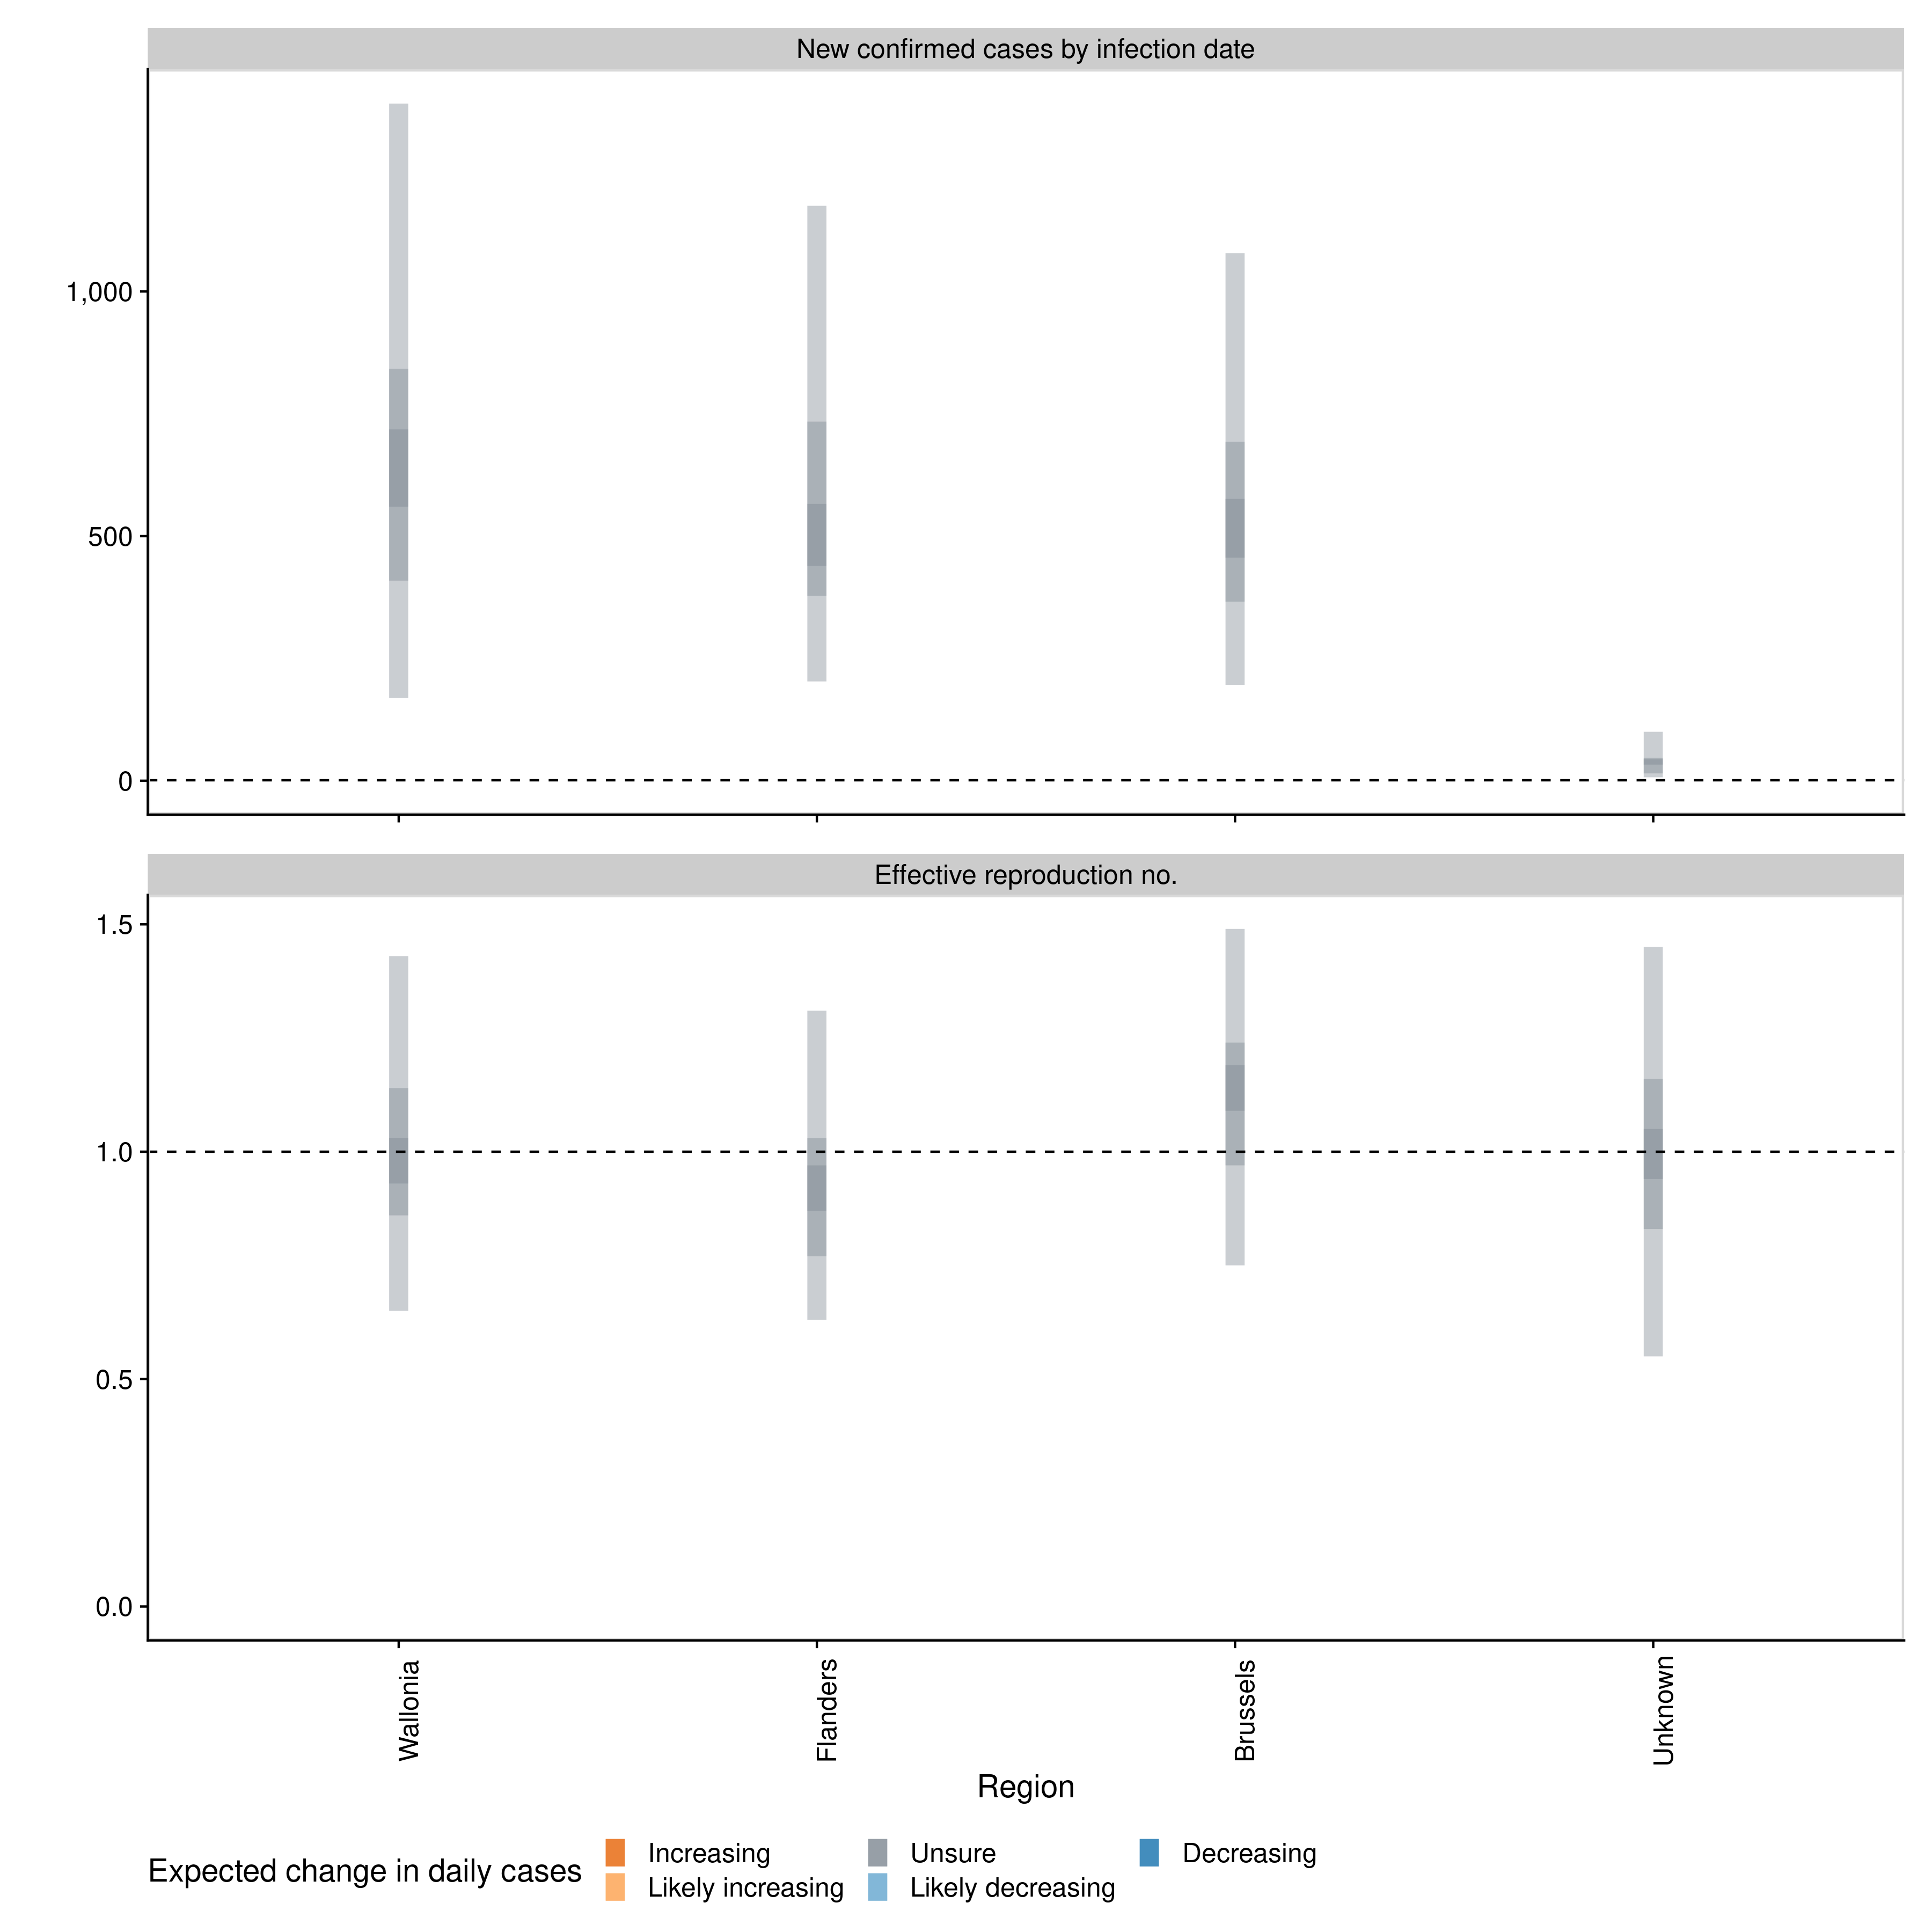 New confirmed cases by infection date
1,000
500
0
Effective reproduction no.
1.5
1.0
0.5
0.0
Wallonia
Flanders
Brussels
Unknown
Region
Expected change in daily cases
Increasing
Unsure
Decreasing
Likely increasing
Likely decreasing